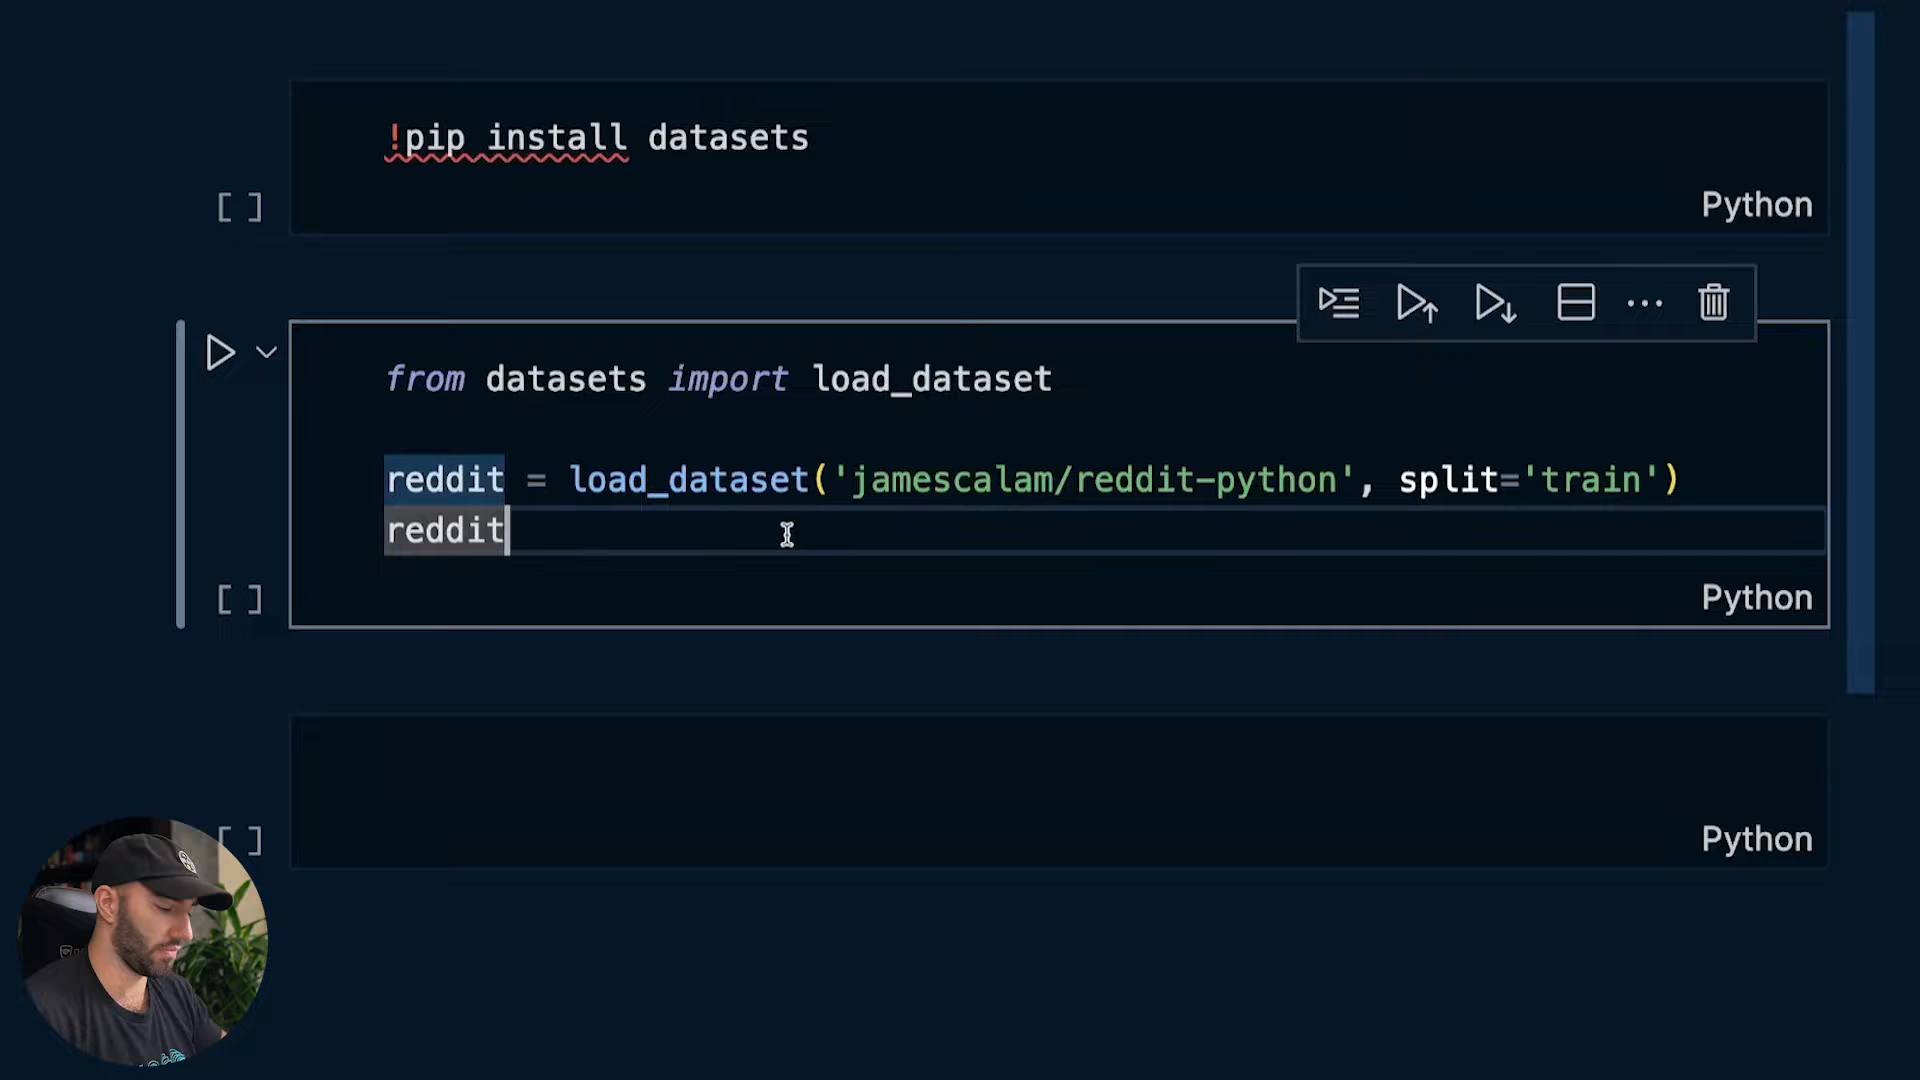 !pip install datasets
[ ]
Python
from datasets import load_dataset
reddit = load_dataset('jamescalam/reddit-python', split='train')
reddit
[ ]
Python
[ ]
Python